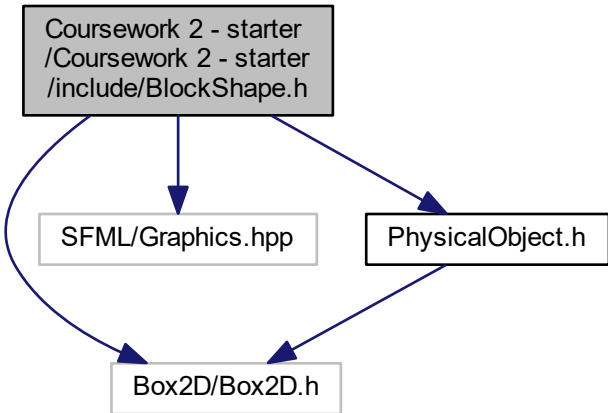 Coursework 2 - starter
/Coursework 2 - starter
/include/BlockShape.h
SFML/Graphics.hpp
PhysicalObject.h
Box2D/Box2D.h